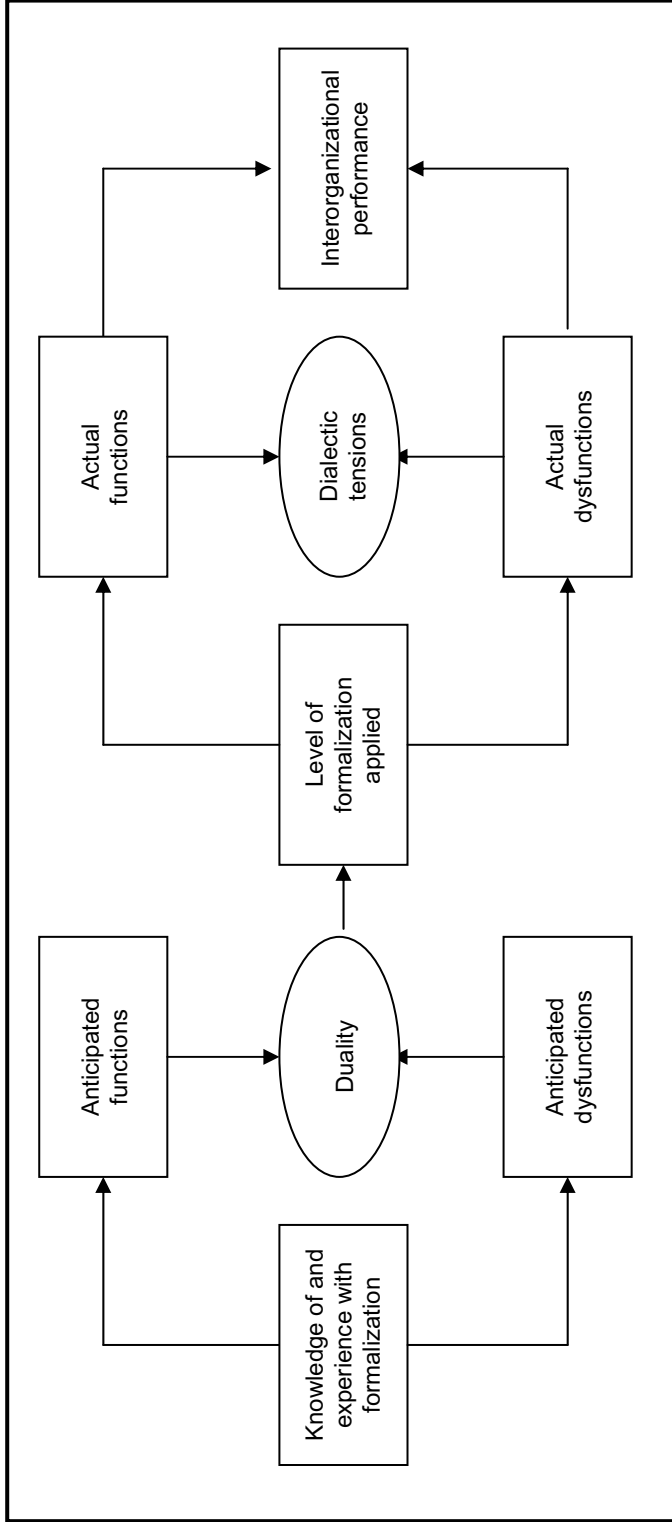 Knowledge of and
experience with
formalization
Anticipated
functions
Duality
Anticipated
dysfunctions
Level of
formalization
applied
Actual
functions
Dialectic
tensions
Actual
dysfunctions
Interorganizational
performance